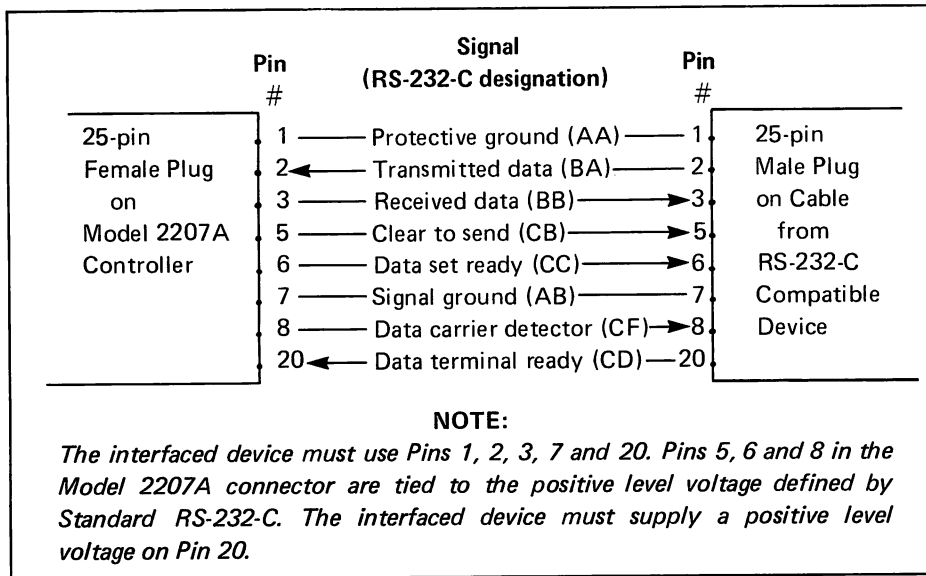 Signal
Pin (RS-232-C designation) Pin
# #
25-pin 1 Protective ground (AA) 1 25-pin
Female Plug 2 Transmitted data (BA) 2 Male Plug
on 3 Received data (BB) 3 on Cable
Model 2207A 5 Clear to send (CB) 5 from
Controller 6 Data set ready (CC) 6 RS-232-C
7 Signal ground (AB) 7 Compatible
8 Data carrier detector (CF) 8 Device
20 Data terminal ready (CD) 20
NOTE:
The interfaced device must use Pins 1, 2, 3, 7 and 20. Pins 5, 6 and 8 in the
Model 2207A connector are tied to the positive level voltage defined by
Standard RS-232-C. The interfaced device must supply a positive level
voltage on Pin 20.